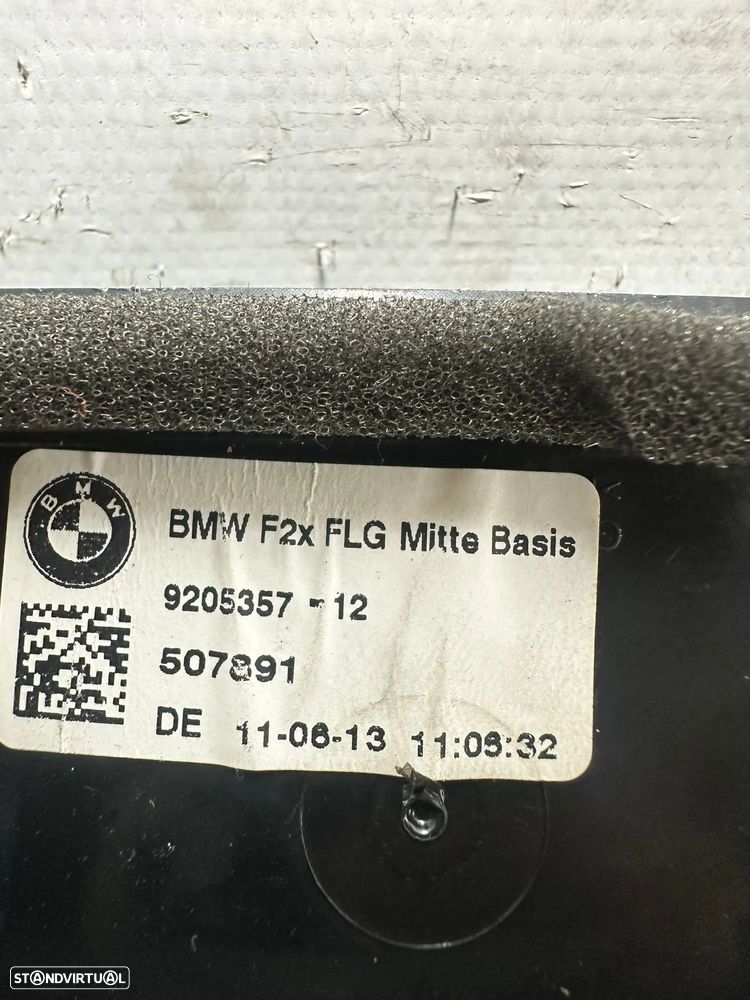 BMW
BMW F2x FLG Mitte Basis
9205357 -12
507891
DE 11-06-13 11:06:32
STANDVIRTUAL